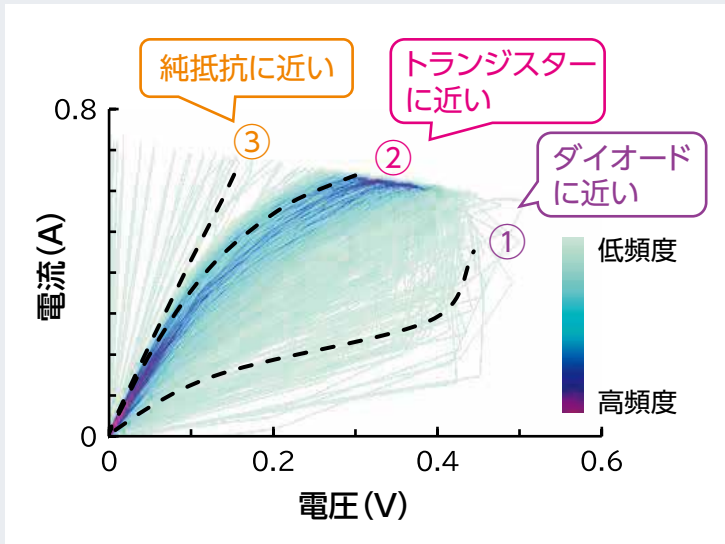 純抵抗に近い
トランジスター
に近い
ダイオード
に近い
0.8
③
②
①
低頻度
高頻度
電流(A)
0
0
0.2
0.4
0.6
電圧(V)